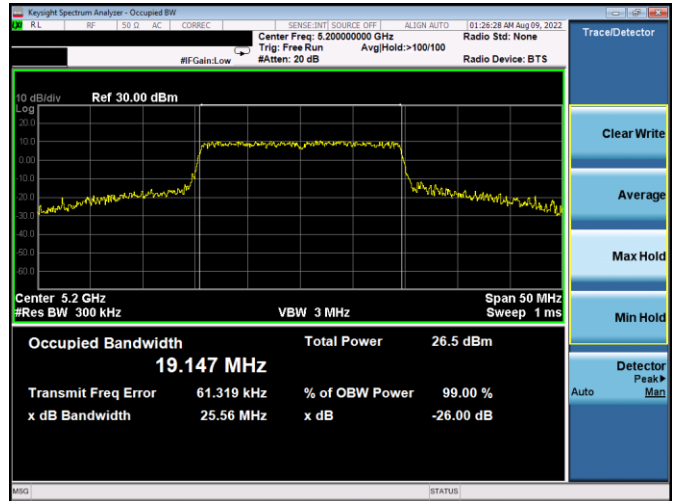 Keysight Spectrum Analyzer - Occupied BW
RL RF 50 Ω AC CORREC SENSE:INT SOURCE OFF ALIGN AUTO 01:26:28 AM Aug 09, 2022
Center Freq: 5.200000000 GHz Radio Std: None
Trig: Free Run Avg|Hold:>100/100
#IFGain:Low #Atten: 20 dB Radio Device: BTS
10 dB/div Ref 30.00 dBm
Log
20.0
10.0
0.00
-10.0
-20.0
-30.0
-40.0
-50.0
-60.0
Center 5.2 GHz Span 50 MHz
#Res BW 300 kHz VBW 3 MHz Sweep 1 ms
Occupied Bandwidth Total Power 26.5 dBm
19.147 MHz
Transmit Freq Error 61.319 kHz % of OBW Power 99.00 %
x dB Bandwidth 25.56 MHz x dB -26.00 dB
MSG STATUS
Trace/Detector
Clear Write
Average
Max Hold
Min Hold
Detector
Peak▶
Auto Man